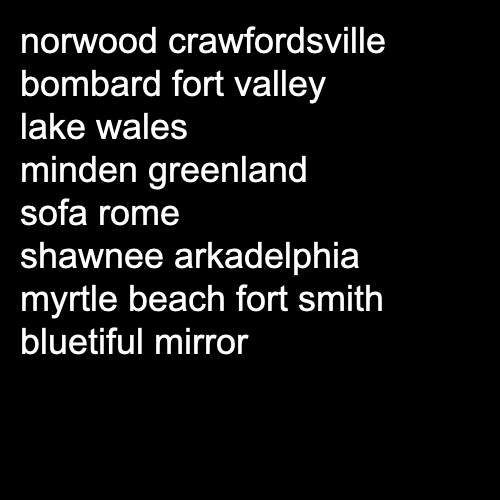 norwood crawfordsville
bombard fort valley
lake wales
minden greenland
sofa rome
shawnee arkadelphia
myrtle beach fort smith
bluetiful mirror